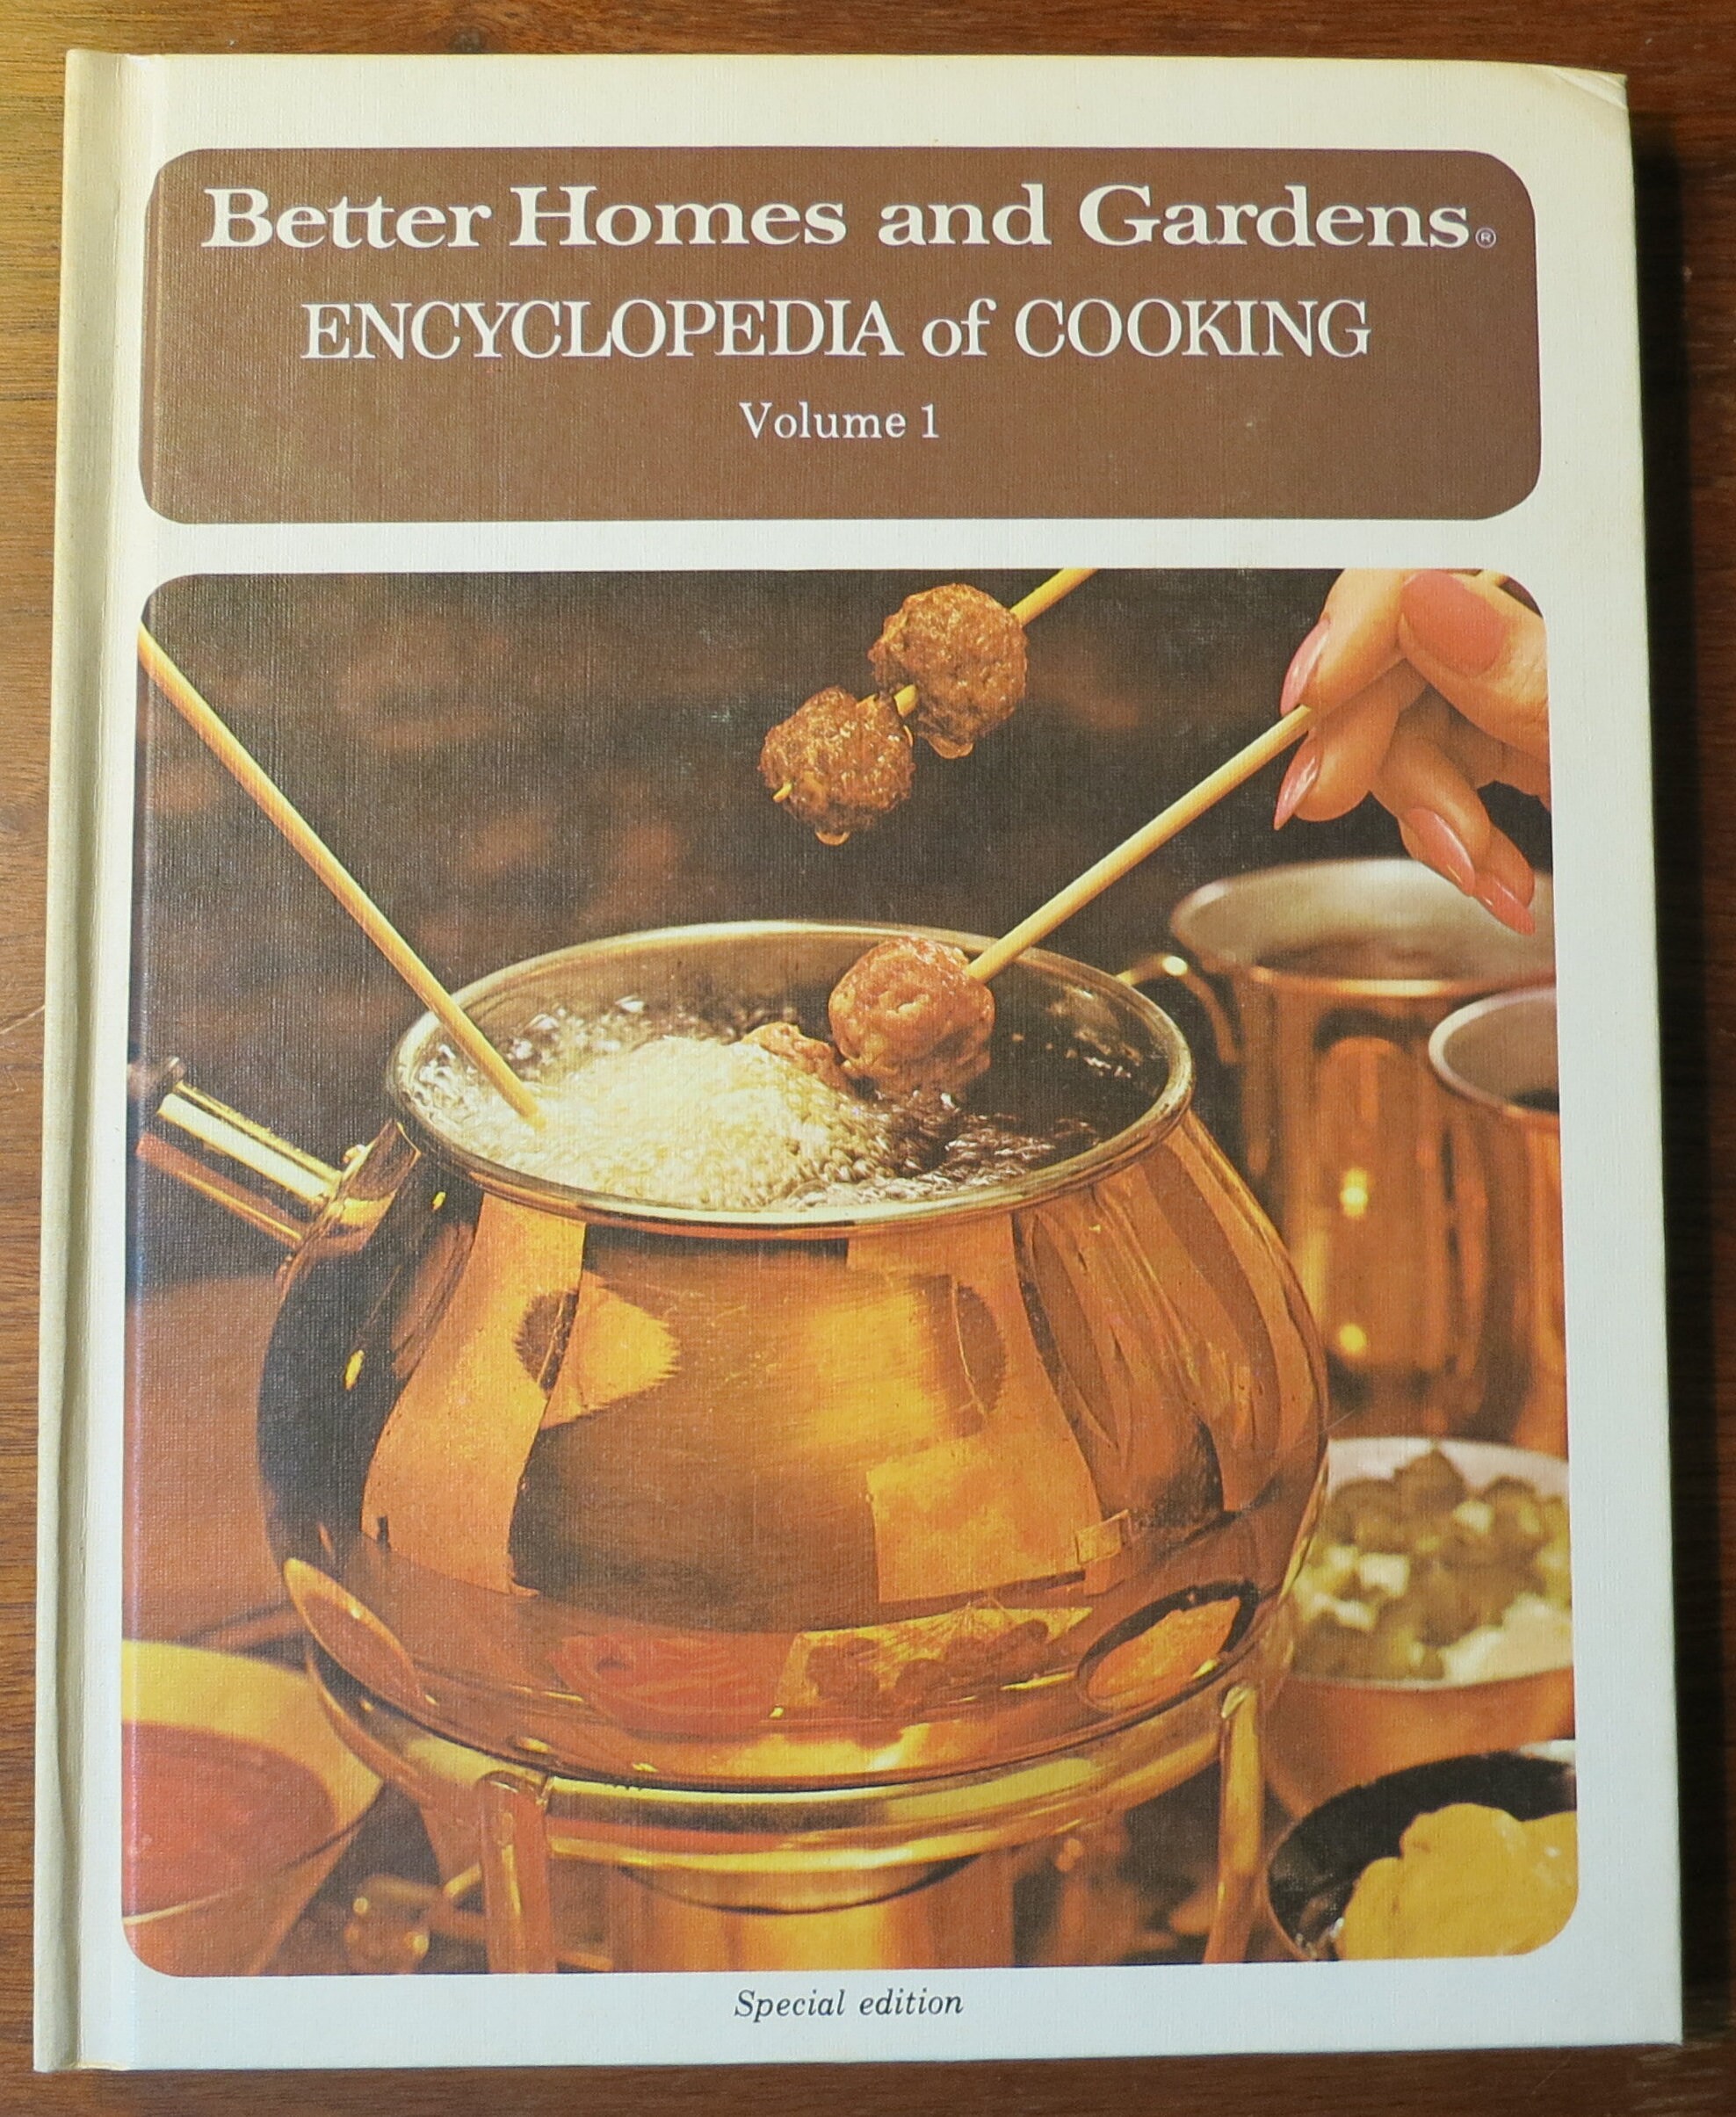 Better Homes and Gardens®
ENCYCLOPEDIA of COOKING
Volume 1
Special edition